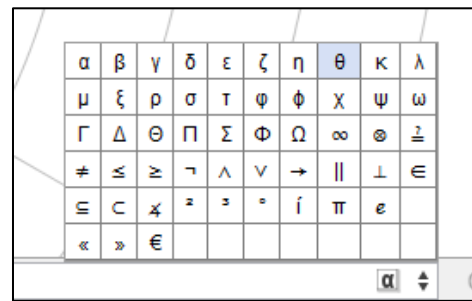 α β γ δ ε ζ η θ κ λ
μ ξ ρ σ τ φ ϕ χ ψ ω
Γ Δ Θ Π Σ Φ Ω ∞ ⊗ ≟
≠ ≤ ≥ ¬ ∧ ∨ → ∥ ⊥ ∈
⊆ ⊂ ∡ ² ³ ° í π ℯ
« » €
α